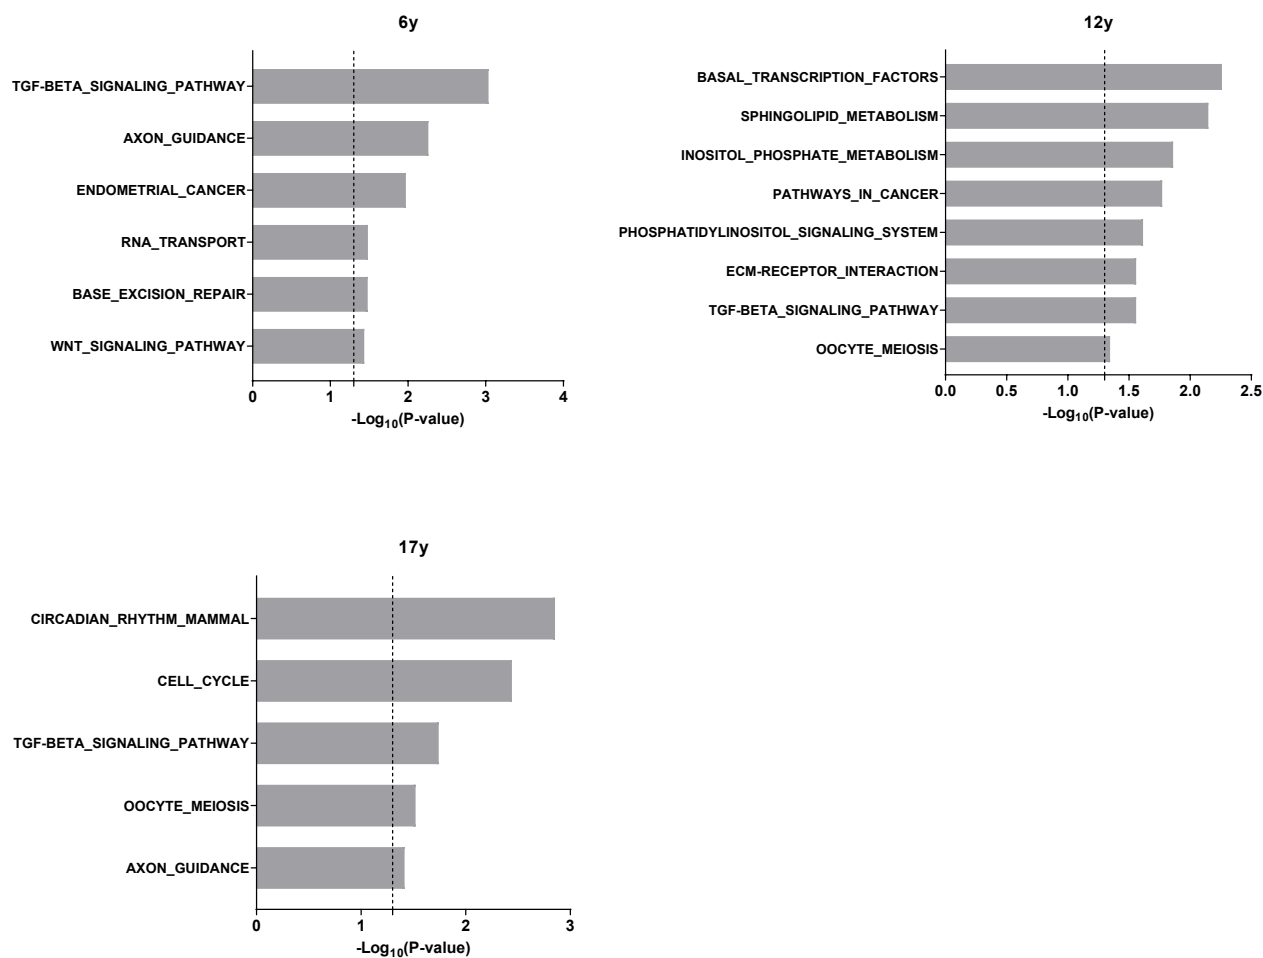 6y
TGF-BETA_SIGNALING_PATHWAY
AXON_GUIDANCE
ENDOMETRIAL_CANCER
RNA_TRANSPORT
BASE_EXCISION_REPAIR
WNT_SIGNALING_PATHWAY
0 1 2 3 4
-Log10(P-value)
12y
BASAL_TRANSCRIPTION_FACTORS
SPHINGOLIPID_METABOLISM
INOSITOL_PHOSPHATE_METABOLISM
PATHWAYS_IN_CANCER
PHOSPHATIDYLINOSITOL_SIGNALING_SYSTEM
ECM-RECEPTOR_INTERACTION
TGF-BETA_SIGNALING_PATHWAY
OOCYTE_MEIOSIS
0.0 0.5 1.0 1.5 2.0 2.5
-Log10(P-value)
17y
CIRCADIAN_RHYTHM_MAMMAL
CELL_CYCLE
TGF-BETA_SIGNALING_PATHWAY
OOCYTE_MEIOSIS
AXON_GUIDANCE
0 1 2 3
-Log10(P-value)